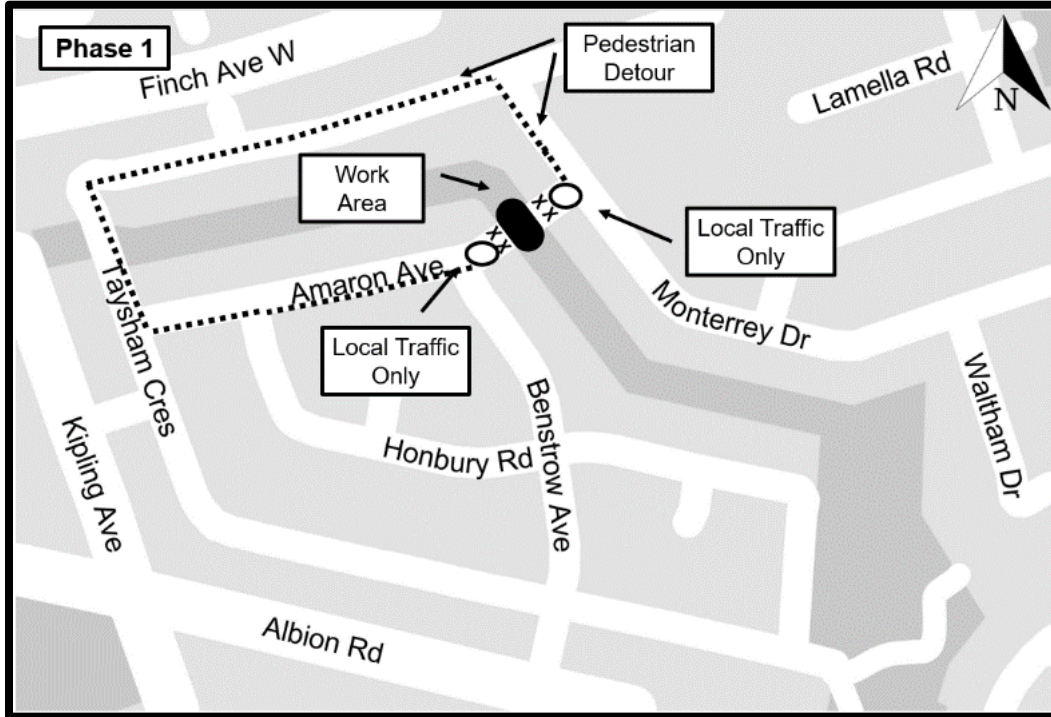 Phase 1
Finch Ave W
Pedestrian
Detour
Lamella Rd
N
Work
Area
X X
X X
Local Traffic
Only
Amaron Ave
Taysham Cres
Monterrey Dr
Local Traffic
Only
Benstrow Ave
Waltham Dr
Kipling Ave
Honbury Rd
Albion Rd